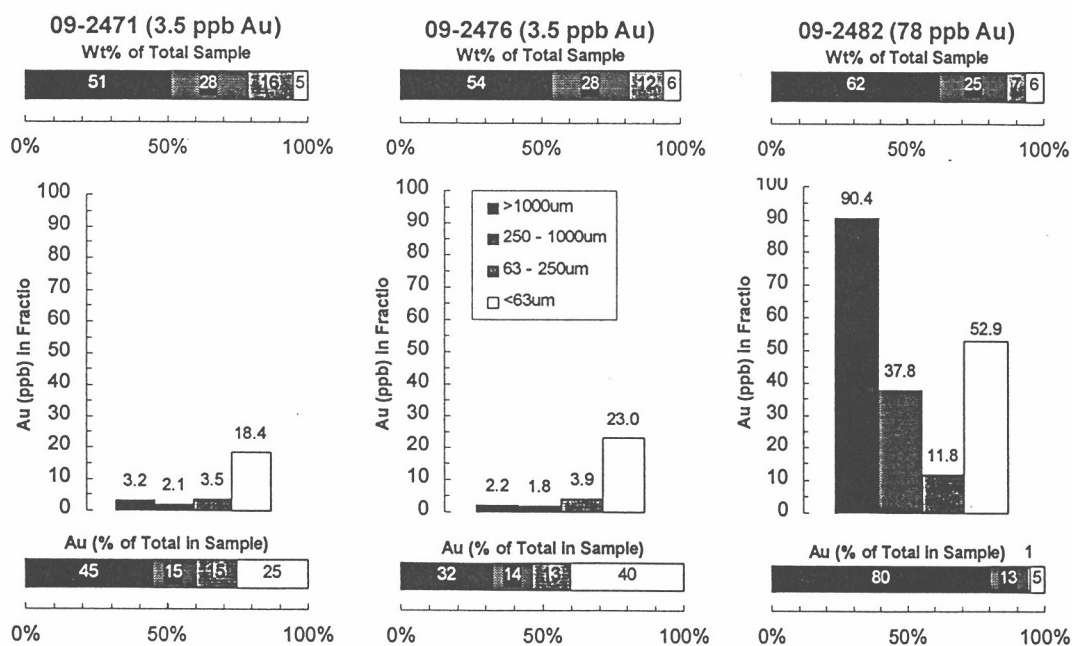 09-2471 (3.5 ppb Au)
Wt% of Total Sample
51 28 16 5
0% 50% 100%
100
90
80
70
60
50
40
30
20
10
0
Au (ppb) in Fractio
3.2 2.1 3.5 18.4
Au (% of Total in Sample)
45 15 15 25
0% 50% 100%
09-2476 (3.5 ppb Au)
Wt% of Total Sample
54 28 12 6
0% 50% 100%
100
90
80
70
60
50
40
30
20
10
0
Au (ppb) in Fractio
>1000um
250 - 1000um
63 - 250um
<63um
2.2 1.8 3.9 23.0
Au (% of Total in Sample)
32 14 13 40
0% 50% 100%
09-2482 (78 ppb Au)
Wt% of Total Sample
62 25 7 6
0% 50% 100%
100
90
80
70
60
50
40
30
20
10
0
Au (ppb) in Fractio
90.4 37.8 11.8 52.9
Au (% of Total in Sample) 1
80 13 5
0% 50% 100%